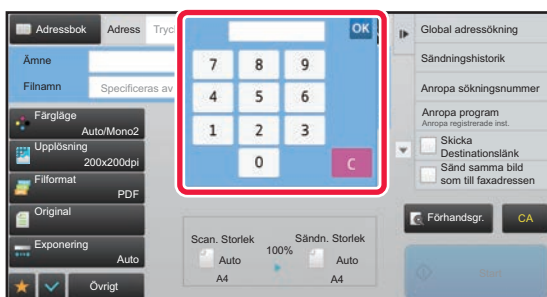 Adressbok
Adress
Tryc
OK
Global adressökning
Ämne
Sändningshistorik
Filnamn
Specificeras av
Anropa sökningsnummer
7 8 9
4 5 6
1 2 3
0
C
Anropa program
Anropa registrerade inst.
Färgläge
Auto/Mono2
Upplösning
200x200dpi
Filformat
PDF
Original
Exponering
Auto
Övrigt
Skicka
Destinationslänk
Sänd samma bild
som till faxadressen
Scan. Storlek
100%
Sändn. Storlek
Auto
Auto
A4
A4
Förhandsgr.
CA
Start